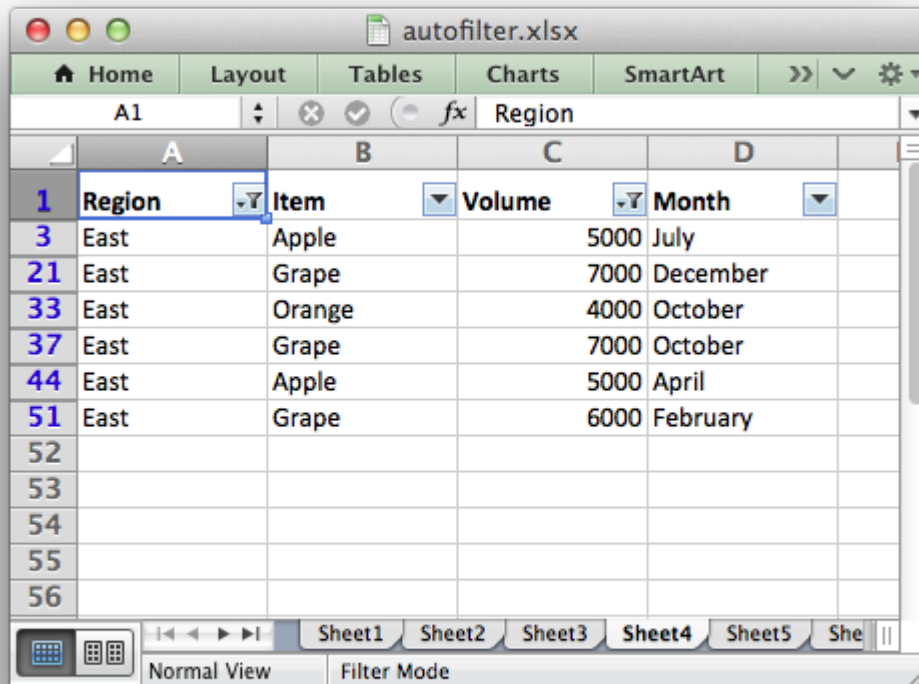 autofilter.xlsx
Home Layout Tables Charts SmartArt
A1 fx Region
A B C D
1 Region Item Volume Month
3 East Apple 5000 July
21 East Grape 7000 December
33 East Orange 4000 October
37 East Grape 7000 October
44 East Apple 5000 April
51 East Grape 6000 February
52
53
54
55
56
Sheet1 Sheet2 Sheet3 Sheet4 Sheet5 She
Normal View Filter Mode